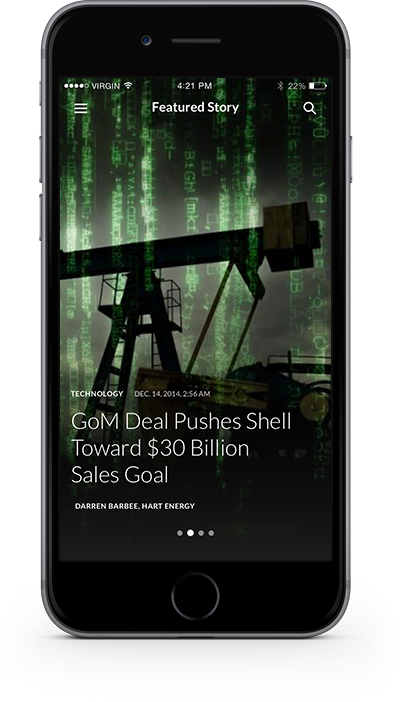 VIRGIN 4:21 PM 22%
Featured Story
TECHNOLOGY DEC. 14, 2014, 2:56 AM
GoM Deal Pushes Shell
Toward $30 Billion
Sales Goal
DARREN BARBEE, HART ENERGY